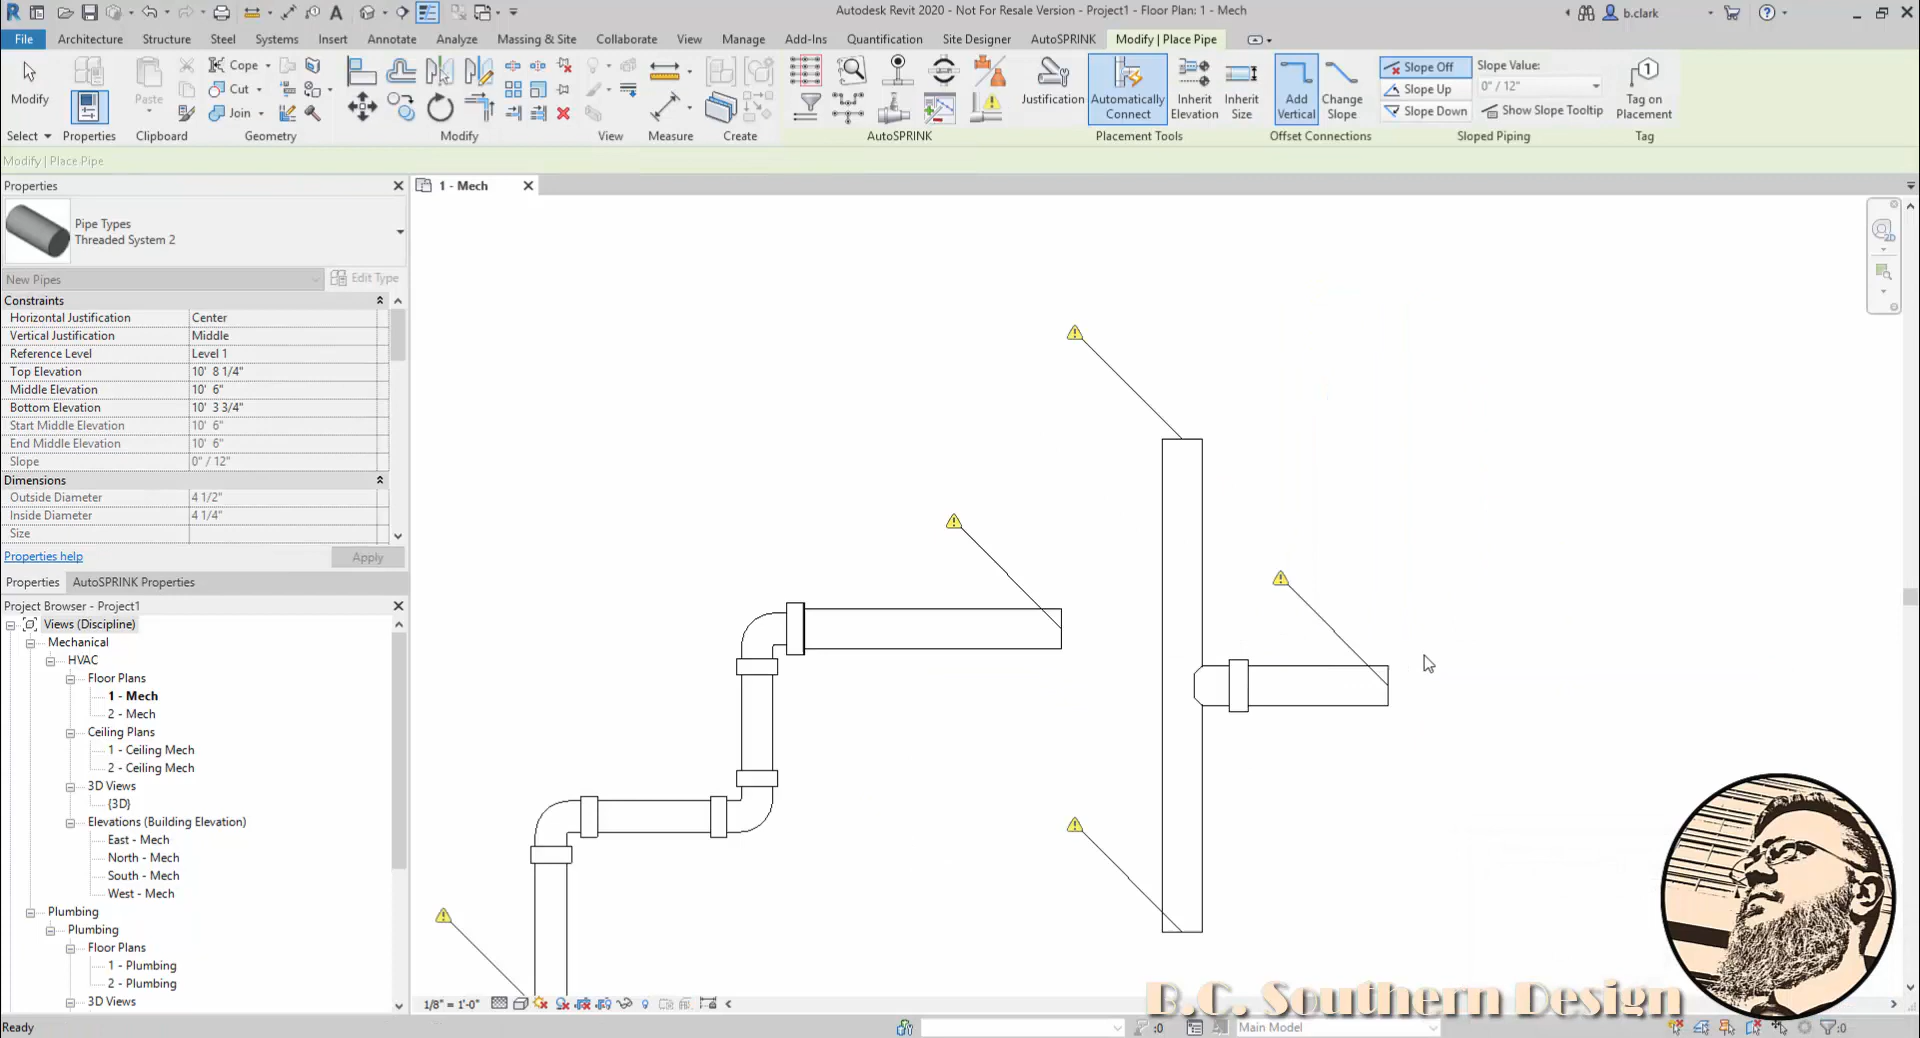 Autodesk Revit 2020 - Not For Resale Version - Project1 - Floor Plan: 1 - Mech
b.clark
File Architecture Structure Steel Systems Insert Annotate Analyze Massing & Site Collaborate View Manage Add-Ins Quantification Site Designer AutoSPRINK Modify | Place Pipe
Modify
Paste
Cope
Cut
Join
Justification
Automatically Connect
Inherit Elevation
Inherit Size
Add Vertical
Change Slope
Slope Off
Slope Up
Slope Down
Slope Value:
0" / 12"
Show Slope Tooltip
Tag on Placement
Select Properties Clipboard Geometry Modify View Measure Create AutoSPRINK Placement Tools Offset Connections Sloped Piping Tag
Modify | Place Pipe
Properties
1 - Mech
Pipe Types
Threaded System 2
New Pipes
Edit Type
Constraints
Horizontal Justification Center
Vertical Justification Middle
Reference Level Level 1
Top Elevation 10' 8 1/4"
Middle Elevation 10' 6"
Bottom Elevation 10' 3 3/4"
Start Middle Elevation 10' 6"
End Middle Elevation 10' 6"
Slope 0" / 12"
Dimensions
Outside Diameter 4 1/2"
Inside Diameter 4 1/4"
Size
Properties help
Apply
Properties AutoSPRINK Properties
Project Browser - Project1
Views (Discipline)
Mechanical
HVAC
Floor Plans
1 - Mech
2 - Mech
Ceiling Plans
1 - Ceiling Mech
2 - Ceiling Mech
3D Views
{3D}
Elevations (Building Elevation)
East - Mech
North - Mech
South - Mech
West - Mech
Plumbing
Plumbing
Floor Plans
1 - Plumbing
2 - Plumbing
3D Views
1/8" = 1'-0"
B.C. Southern Design
Ready
:0
Main Model
:0